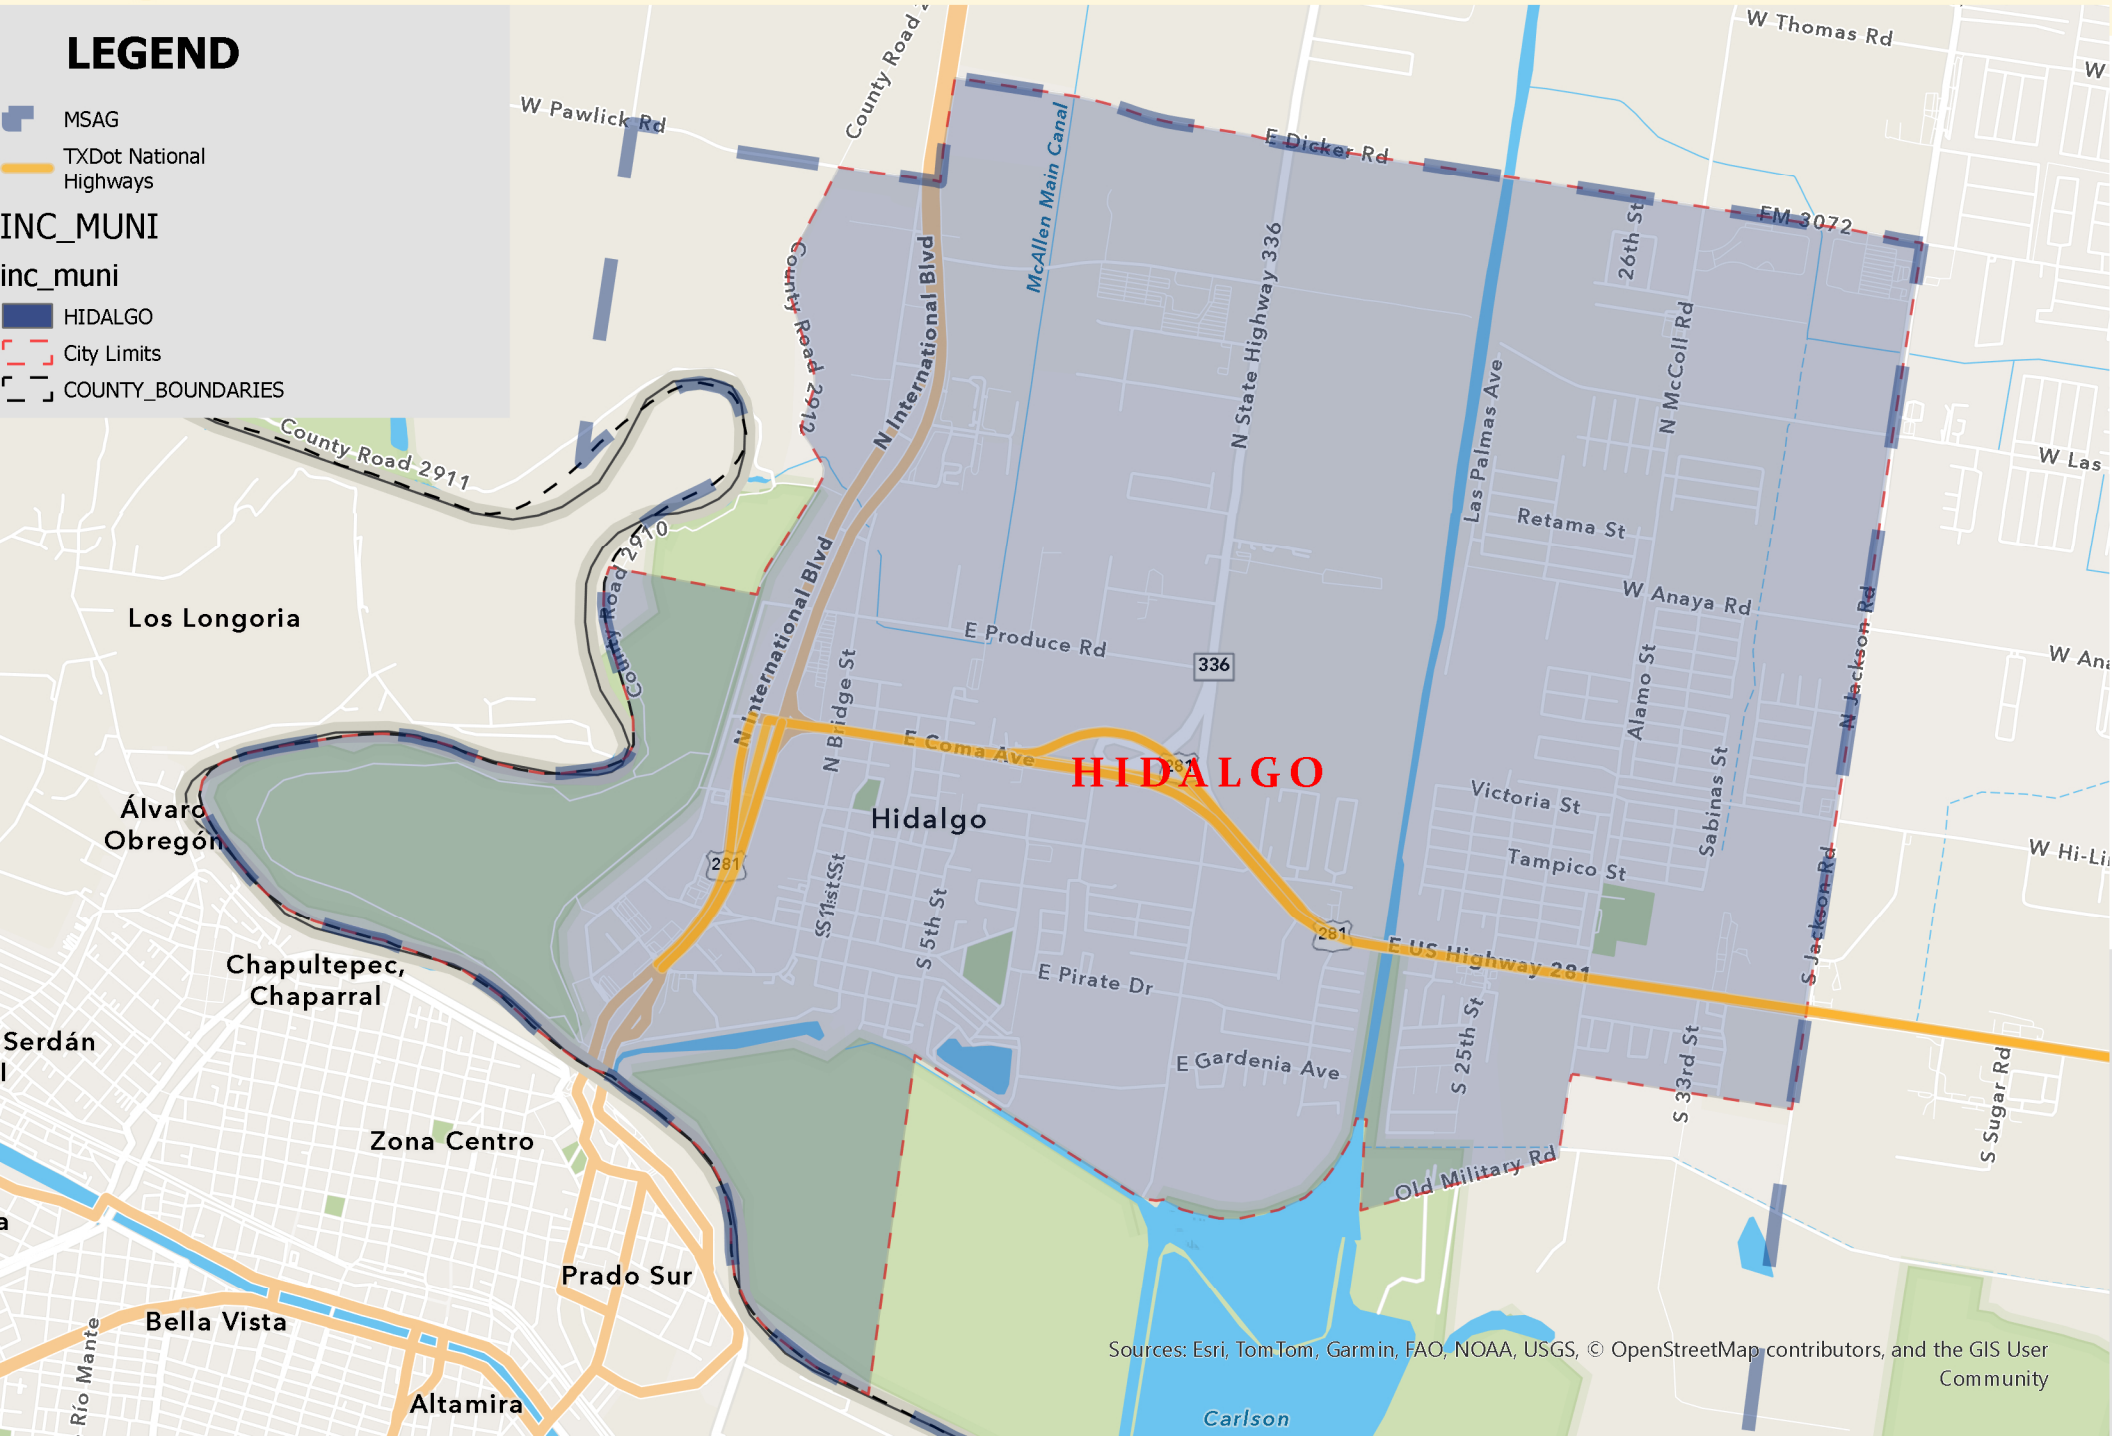 LEGEND
MSAG
TXDot National
Highways
INC_MUNI
inc_muni
HIDALGO
City Limits
COUNTY_BOUNDARIES
W Pawlick Rd
County Road 2
W Thomas Rd
W
McAllen Main Canal
E Dicker Rd
FM 3072
26th St
County Road 2912
N International Blvd
N State Highway 336
Las Palmas Ave
N McColl Rd
County Road 2911
W Las
County Road 2910
Retama St
N International Blvd
W Anaya Rd
Los Longoria
E Produce Rd
336
N Bridge St
Alamo St
N Jackson Rd
W Ana
E Coma Ave
281
HIDALGO
Victoria St
Sabinas St
Álvaro
Obregón
Hidalgo
281
Tampico St
W Hi-Li
S 5th St
S Jackson Rd
281
E US Highway 281
Chapultepec,
Chaparral
E Pirate Dr
Serdán
l
S 25th St
S 33rd St
S Sugar Rd
E Gardenia Ave
Zona Centro
Old Military Rd
a
Prado Sur
Bella Vista
Río Mante
Altamira
Sources: Esri, TomTom, Garmin, FAO, NOAA, USGS, © OpenStreetMap contributors, and the GIS User
Community
Carlson